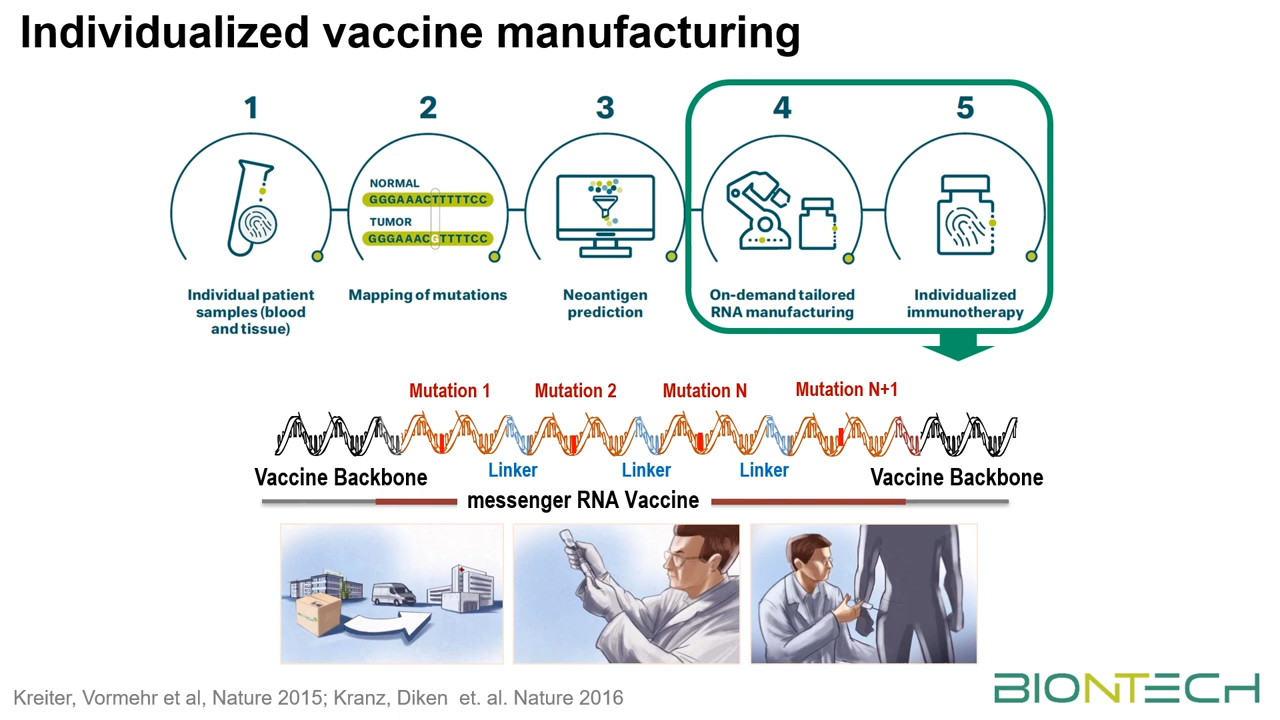 Individualized vaccine manufacturing
1
2
3
4
5
NORMAL
GGGAAACTTTTTCC
TUMOR
GGGAAACGTTTTCC
Individual patient
samples (blood
and tissue)
Mapping of mutations
Neoantigen
prediction
On-demand tailored
RNA manufacturing
Individualized
immunotherapy
Mutation 1
Mutation 2
Mutation N
Mutation N+1
Linker
Linker
Linker
Vaccine Backbone
Vaccine Backbone
messenger RNA Vaccine
Kreiter, Vormehr et al, Nature 2015; Kranz, Diken et. al. Nature 2016
BIONTECH